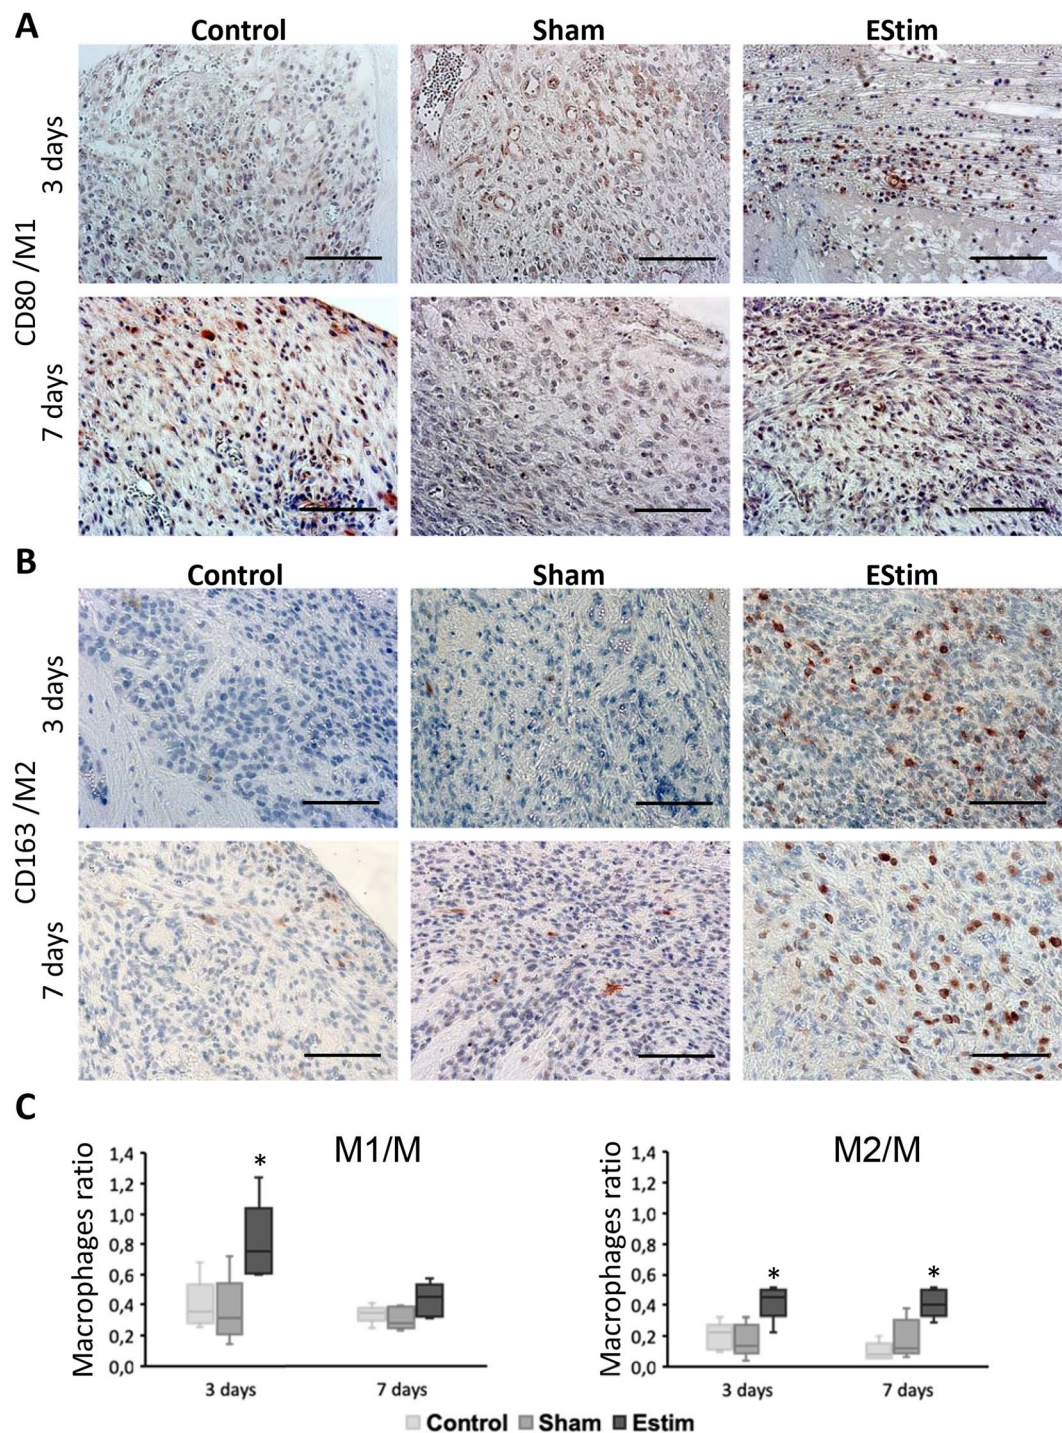 A
Control Sham EStim
CD80 /M1
3 days
7 days
B
Control Sham EStim
CD163 /M2
3 days
7 days
C
M1/M
Macrophages ratio
1,4
1,2
1,0
0,8
0,6
0,4
0,2
0,0
*
3 days 7 days
M2/M
Macrophages ratio
1,4
1,2
1,0
0,8
0,6
0,4
0,2
0,0
* *
3 days 7 days
Control Sham Estim